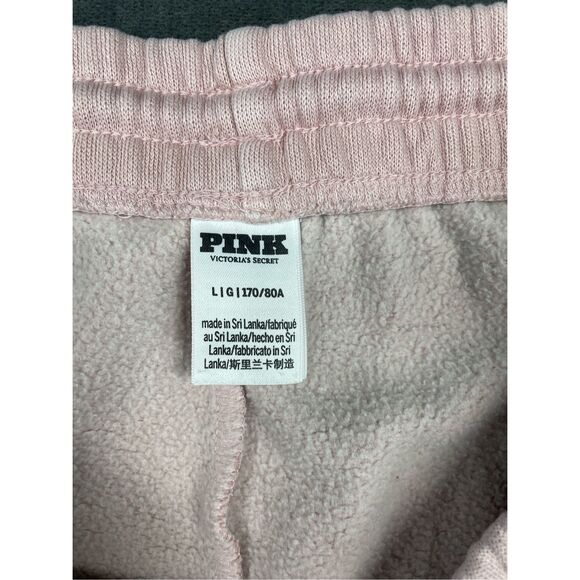 PINK
VICTORIA'S SECRET
L|G|170/80A
made in Sri Lanka/fabriqué
au Sri Lanka/hecho en Sri
Lanka/fabbricato in Sri
Lanka/斯里兰卡制造